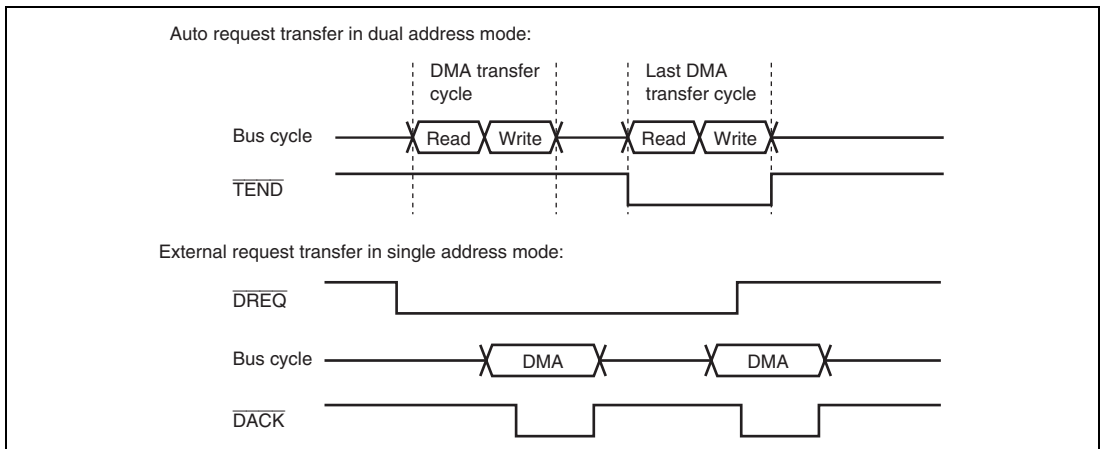 Auto request transfer in dual address mode:
DMA transfer
cycle
Last DMA
transfer cycle
Bus cycle
Read
Write
Read
Write
TEND
External request transfer in single address mode:
DREQ
Bus cycle
DMA
DMA
DACK